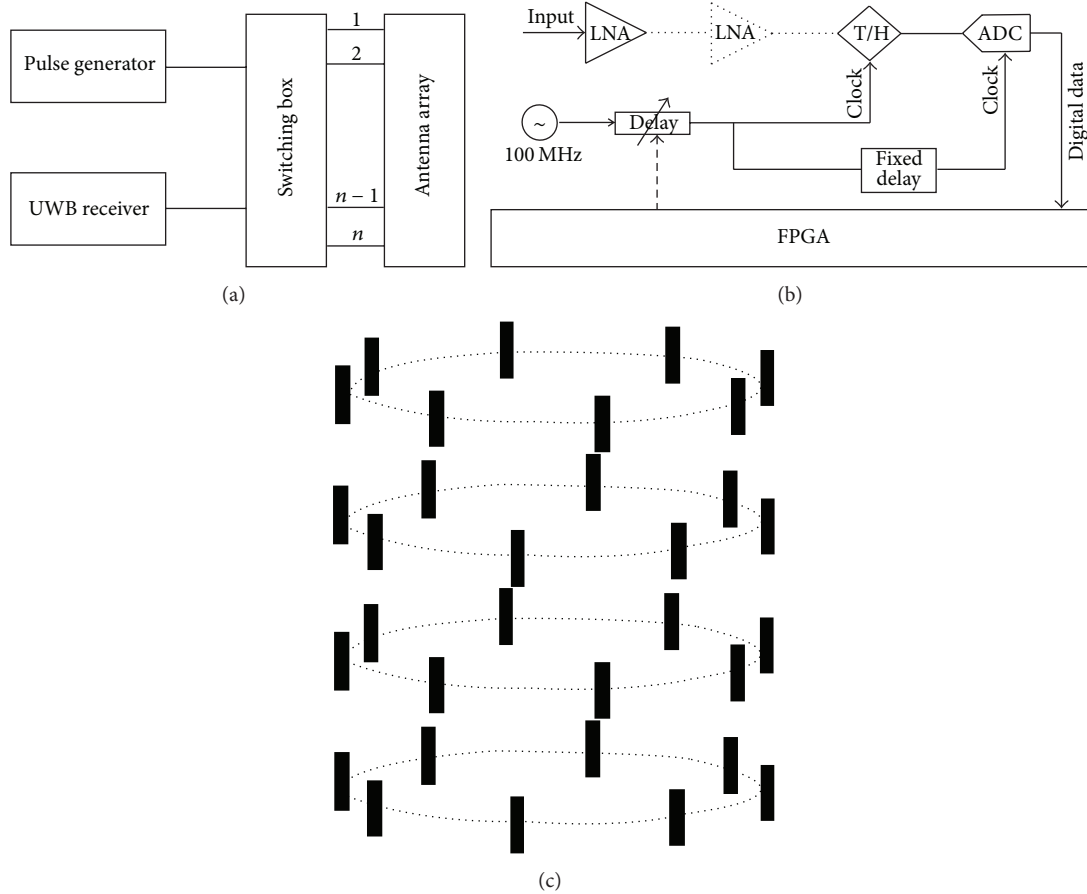 Pulse generator
UWB receiver
Switching box
1
2
n − 1
n
Antenna array
(a)
Input
LNA
LNA
T/H
ADC
Clock
Clock
Digital data
~
100 MHz
Delay
Fixed
delay
FPGA
(b)
(c)